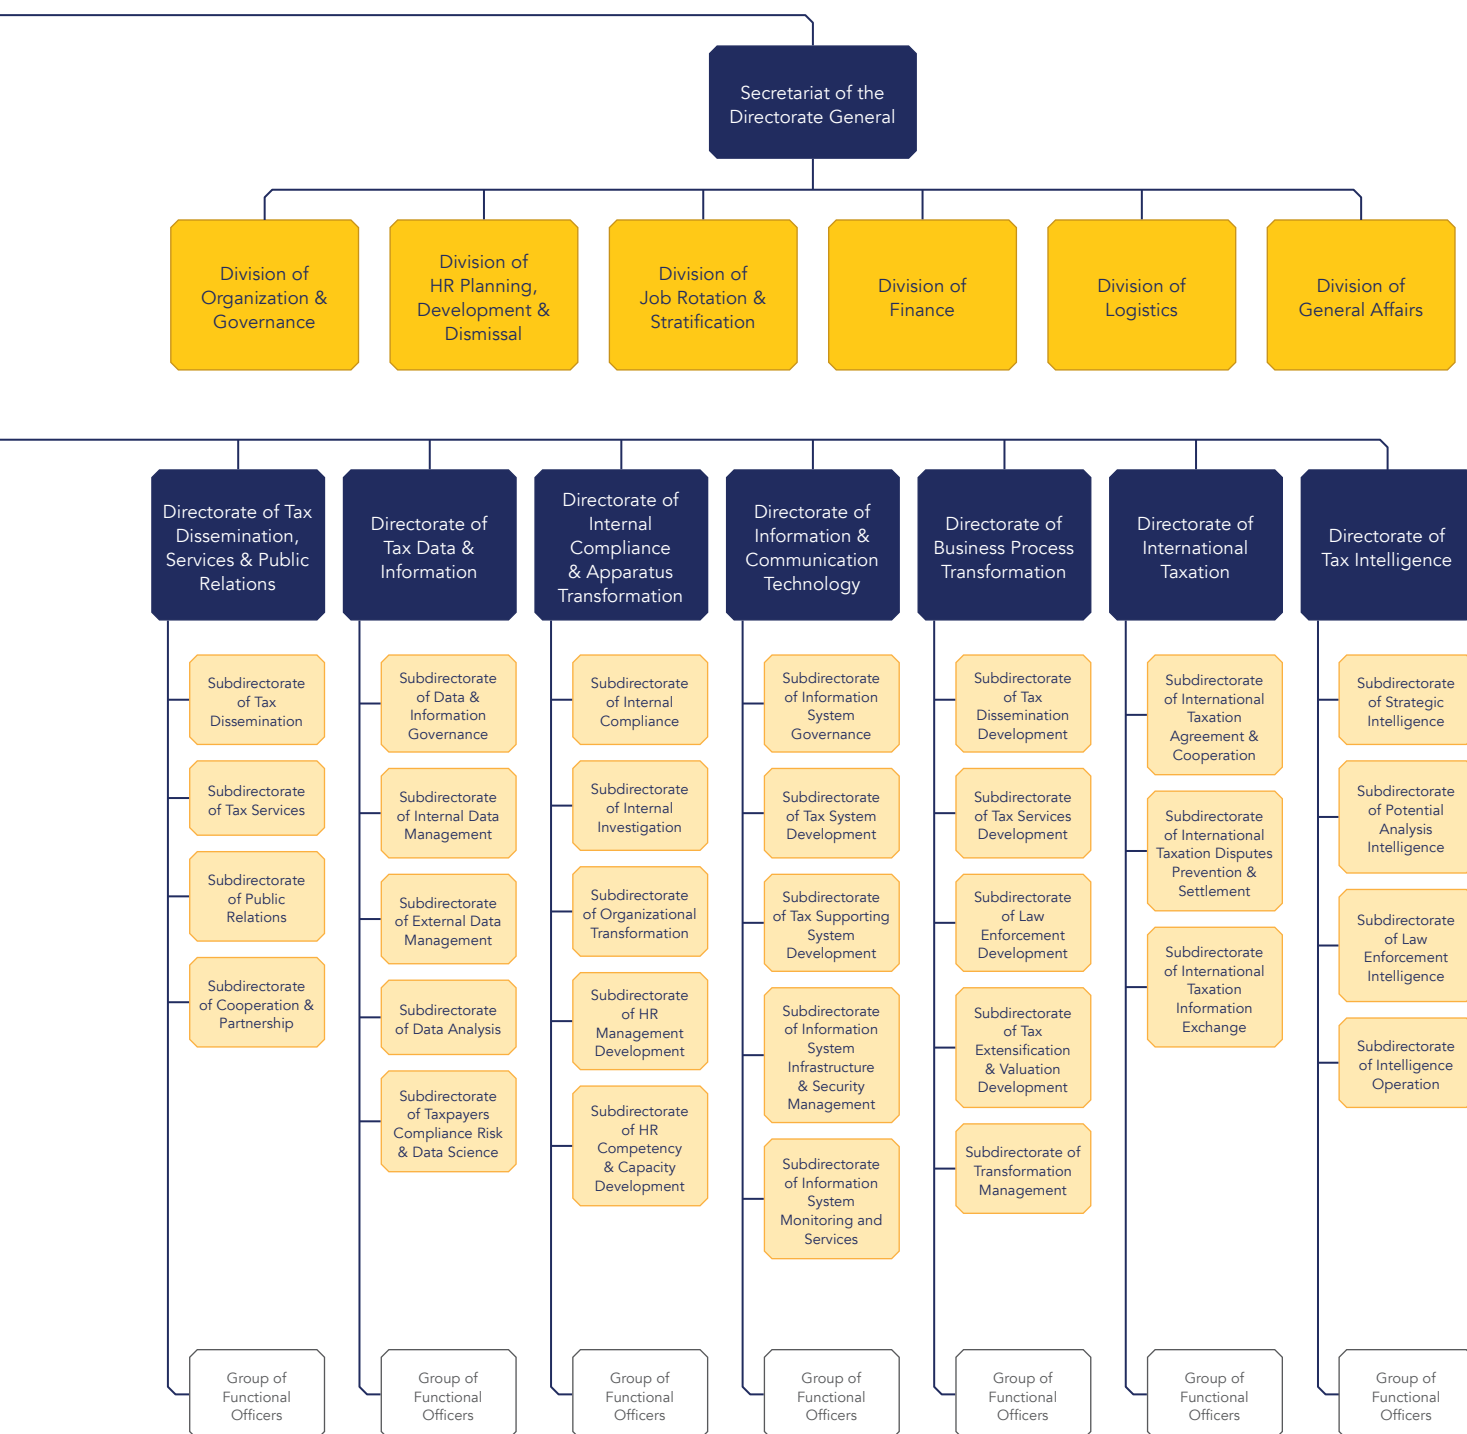 Secretariat of the
Directorate General
Division of
Organization &
Governance
Division of
HR Planning,
Development &
Dismissal
Division of
Job Rotation &
Stratification
Division of
Finance
Division of
Logistics
Division of
General Affairs
Directorate of Tax
Dissemination,
Services & Public
Relations
Subdirectorate
of Tax
Dissemination
Subdirectorate
of Tax Services
Subdirectorate
of Public
Relations
Subdirectorate
of Cooperation &
Partnership
Group of
Functional
Officers
Directorate of
Tax Data &
Information
Subdirectorate
of Data &
Information
Governance
Subdirectorate
of Internal Data
Management
Subdirectorate
of External Data
Management
Subdirectorate
of Data Analysis
Subdirectorate
of Taxpayers
Compliance Risk
& Data Science
Group of
Functional
Officers
Directorate of
Internal
Compliance
& Apparatus
Transformation
Subdirectorate
of Internal
Compliance
Subdirectorate
of Internal
Investigation
Subdirectorate
of Organizational
Transformation
Subdirectorate
of HR
Management
Development
Subdirectorate
of HR
Competency
& Capacity
Development
Group of
Functional
Officers
Directorate of
Information &
Communication
Technology
Subdirectorate
of Information
System
Governance
Subdirectorate
of Tax System
Development
Subdirectorate
of Tax Supporting
System
Development
Subdirectorate
of Information
System
Infrastructure
& Security
Management
Subdirectorate
of Information
System
Monitoring and
Services
Group of
Functional
Officers
Directorate of
Business Process
Transformation
Subdirectorate
of Tax
Dissemination
Development
Subdirectorate
of Tax Services
Development
Subdirectorate
of Law
Enforcement
Development
Subdirectorate
of Tax
Extensification
& Valuation
Development
Subdirectorate of
Transformation
Management
Group of
Functional
Officers
Directorate of
International
Taxation
Subdirectorate
of International
Taxation
Agreement &
Cooperation
Subdirectorate
of International
Taxation Disputes
Prevention &
Settlement
Subdirectorate
of International
Taxation
Information
Exchange
Group of
Functional
Officers
Directorate of
Tax Intelligence
Subdirectorate
of Strategic
Intelligence
Subdirectorate
of Potential
Analysis
Intelligence
Subdirectorate
of Law
Enforcement
Intelligence
Subdirectorate
of Intelligence
Operation
Group of
Functional
Officers